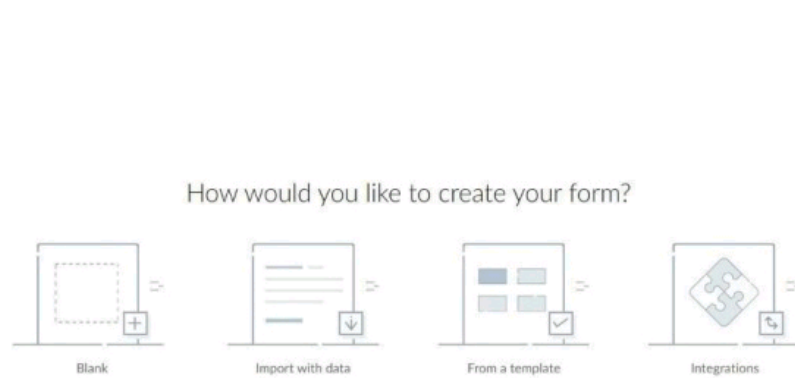 How would you like to create your form?
Blank
Import with data
From a template
Integrations